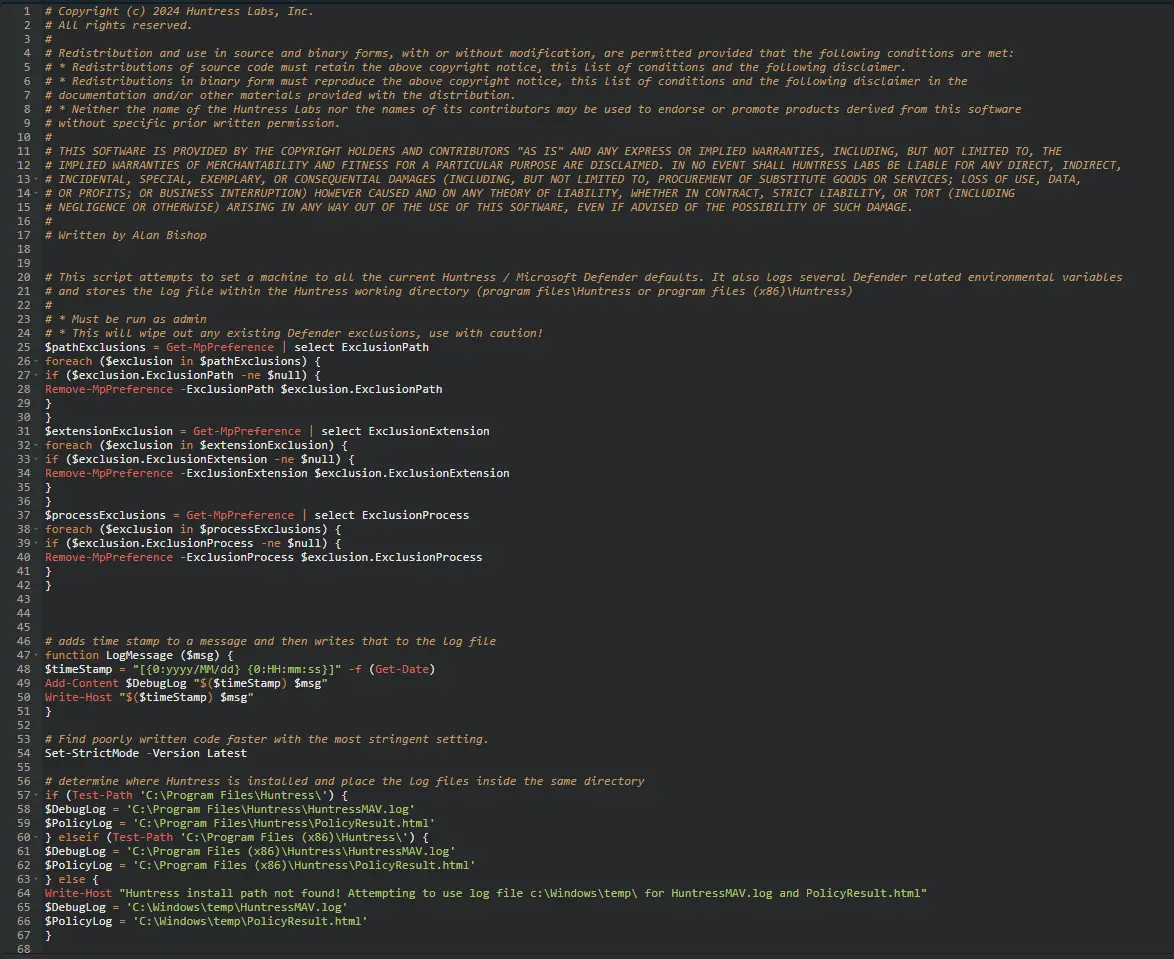 1 # Copyright (c) 2024 Huntress Labs, Inc.
2 # All rights reserved.
3 #
4 # Redistribution and use in source and binary forms, with or without modification, are permitted provided that the following conditions are met:
5 # * Redistributions of source code must retain the above copyright notice, this list of conditions and the following disclaimer.
6 # * Redistributions in binary form must reproduce the above copyright notice, this list of conditions and the following disclaimer in the
7 # documentation and/or other materials provided with the distribution.
8 # * Neither the name of the Huntress Labs nor the names of its contributors may be used to endorse or promote products derived from this software
9 # without specific prior written permission.
10 #
11 # THIS SOFTWARE IS PROVIDED BY THE COPYRIGHT HOLDERS AND CONTRIBUTORS "AS IS" AND ANY EXPRESS OR IMPLIED WARRANTIES, INCLUDING, BUT NOT LIMITED TO, THE
12 # IMPLIED WARRANTIES OF MERCHANTABILITY AND FITNESS FOR A PARTICULAR PURPOSE ARE DISCLAIMED. IN NO EVENT SHALL HUNTRESS LABS BE LIABLE FOR ANY DIRECT, INDIRECT,
13 # INCIDENTAL, SPECIAL, EXEMPLARY, OR CONSEQUENTIAL DAMAGES (INCLUDING, BUT NOT LIMITED TO, PROCUREMENT OF SUBSTITUTE GOODS OR SERVICES; LOSS OF USE, DATA,
14 # OR PROFITS; OR BUSINESS INTERRUPTION) HOWEVER CAUSED AND ON ANY THEORY OF LIABILITY, WHETHER IN CONTRACT, STRICT LIABILITY, OR TORT (INCLUDING
15 # NEGLIGENCE OR OTHERWISE) ARISING IN ANY WAY OUT OF THE USE OF THIS SOFTWARE, EVEN IF ADVISED OF THE POSSIBILITY OF SUCH DAMAGE.
16 #
17 # Written by Alan Bishop
18
19
20 # This script attempts to set a machine to all the current Huntress / Microsoft Defender defaults. It also logs several Defender related environmental variables
21 # and stores the log file within the Huntress working directory (program files\Huntress or program files (x86)\Huntress)
22 #
23 # * Must be run as admin
24 # * This will wipe out any existing Defender exclusions, use with caution!
25 $pathExclusions = Get-MpPreference | select ExclusionPath
26 foreach ($exclusion in $pathExclusions) {
27 if ($exclusion.ExclusionPath -ne $null) {
28 Remove-MpPreference -ExclusionPath $exclusion.ExclusionPath
29 }
30 }
31 $extensionExclusion = Get-MpPreference | select ExclusionExtension
32 foreach ($exclusion in $extensionExclusion) {
33 if ($exclusion.ExclusionExtension -ne $null) {
34 Remove-MpPreference -ExclusionExtension $exclusion.ExclusionExtension
35 }
36 }
37 $processExclusions = Get-MpPreference | select ExclusionProcess
38 foreach ($exclusion in $processExclusions) {
39 if ($exclusion.ExclusionProcess -ne $null) {
40 Remove-MpPreference -ExclusionProcess $exclusion.ExclusionProcess
41 }
42 }
43
44
45
46 # adds time stamp to a message and then writes that to the log file
47 function LogMessage ($msg) {
48 $timeStamp = "[{0:yyyy/MM/dd} {0:HH:mm:ss}]" -f (Get-Date)
49 Add-Content $DebugLog "$($timeStamp) $msg"
50 Write-Host "$($timeStamp) $msg"
51 }
52
53 # Find poorly written code faster with the most stringent setting.
54 Set-StrictMode -Version Latest
55
56 # determine where Huntress is installed and place the log files inside the same directory
57 if (Test-Path 'C:\Program Files\Huntress\') {
58 $DebugLog = 'C:\Program Files\Huntress\HuntressMAV.log'
59 $PolicyLog = 'C:\Program Files\Huntress\PolicyResult.html'
60 } elseif (Test-Path 'C:\Program Files (x86)\Huntress\') {
61 $DebugLog = 'C:\Program Files (x86)\Huntress\HuntressMAV.log'
62 $PolicyLog = 'C:\Program Files (x86)\Huntress\PolicyResult.html'
63 } else {
64 Write-Host "Huntress install path not found! Attempting to use log file c:\Windows\temp\ for HuntressMAV.log and PolicyResult.html"
65 $DebugLog = 'C:\Windows\temp\HuntressMAV.log'
66 $PolicyLog = 'C:\Windows\temp\PolicyResult.html'
67 }
68